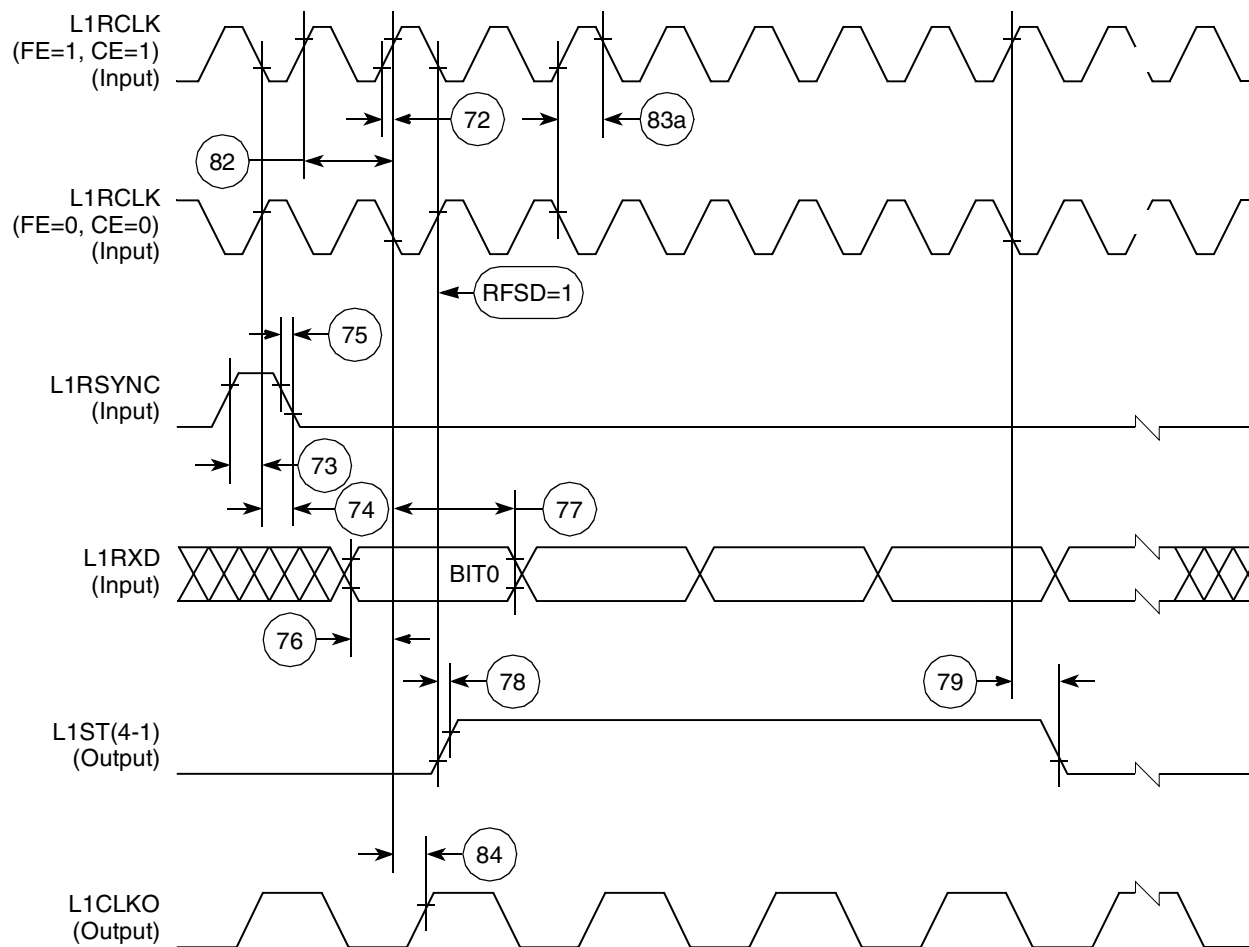 L1RCLK
(FE=1, CE=1)
(Input)
72
83a
82
L1RCLK
(FE=0, CE=0)
(Input)
RFSD=1
75
L1RSYNC
(Input)
73
74
77
L1RXD
(Input)
BIT0
76
78
79
L1ST(4-1)
(Output)
84
L1CLKO
(Output)